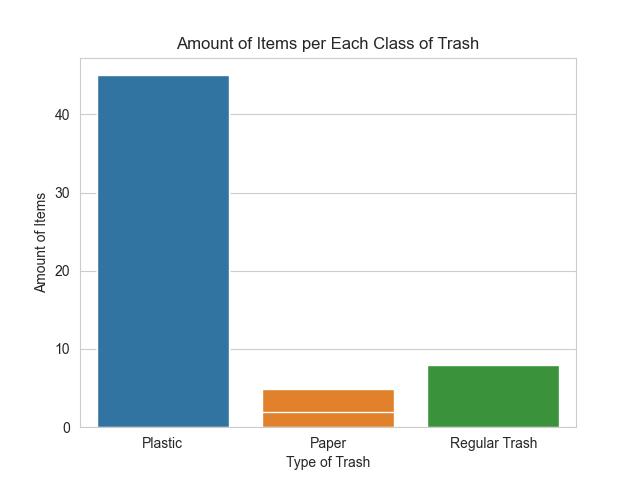 Amount of Items per Each Class of Trash
Amount of Items
40
30
20
10
0
Plastic
Paper
Regular Trash
Type of Trash